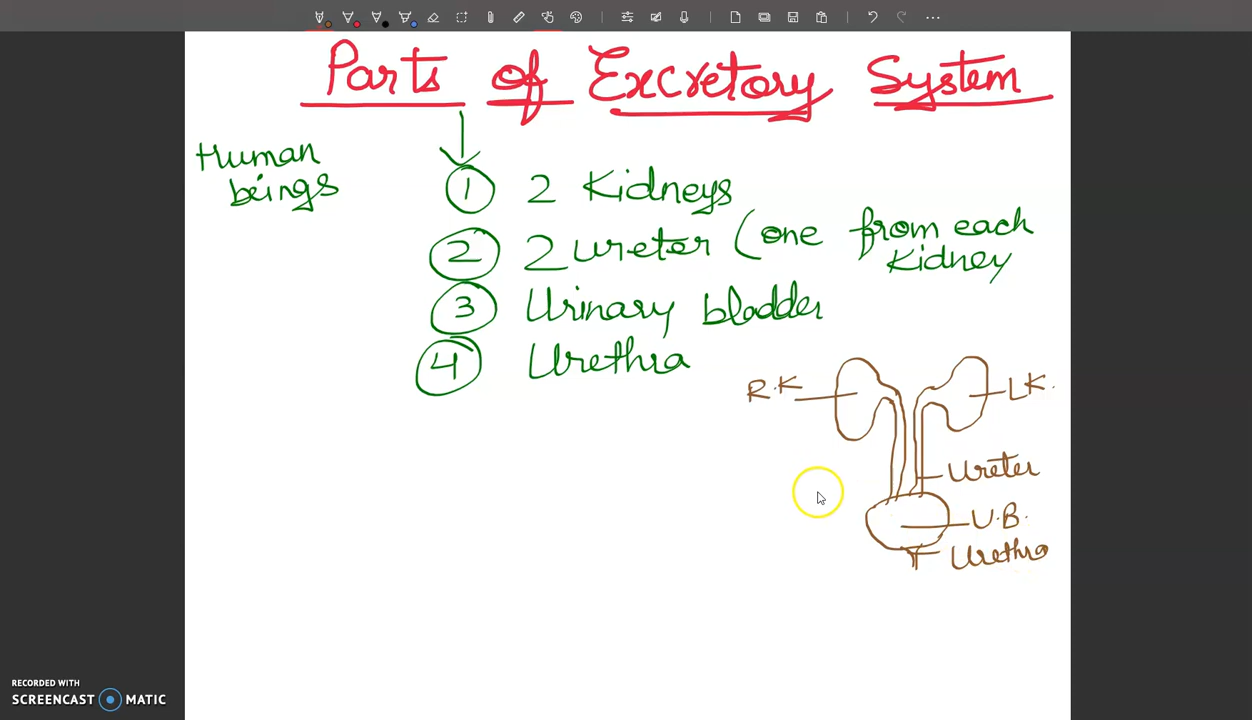 Parts of Excretory System
Human
beings
1 2 Kidneys
2 2 ureter (one from each
Kidney
3 Urinary bladder
4 Urethra
R.K
L K.
Ureter
U.B.
Urethra
RECORDED WITH
SCREENCAST MATIC